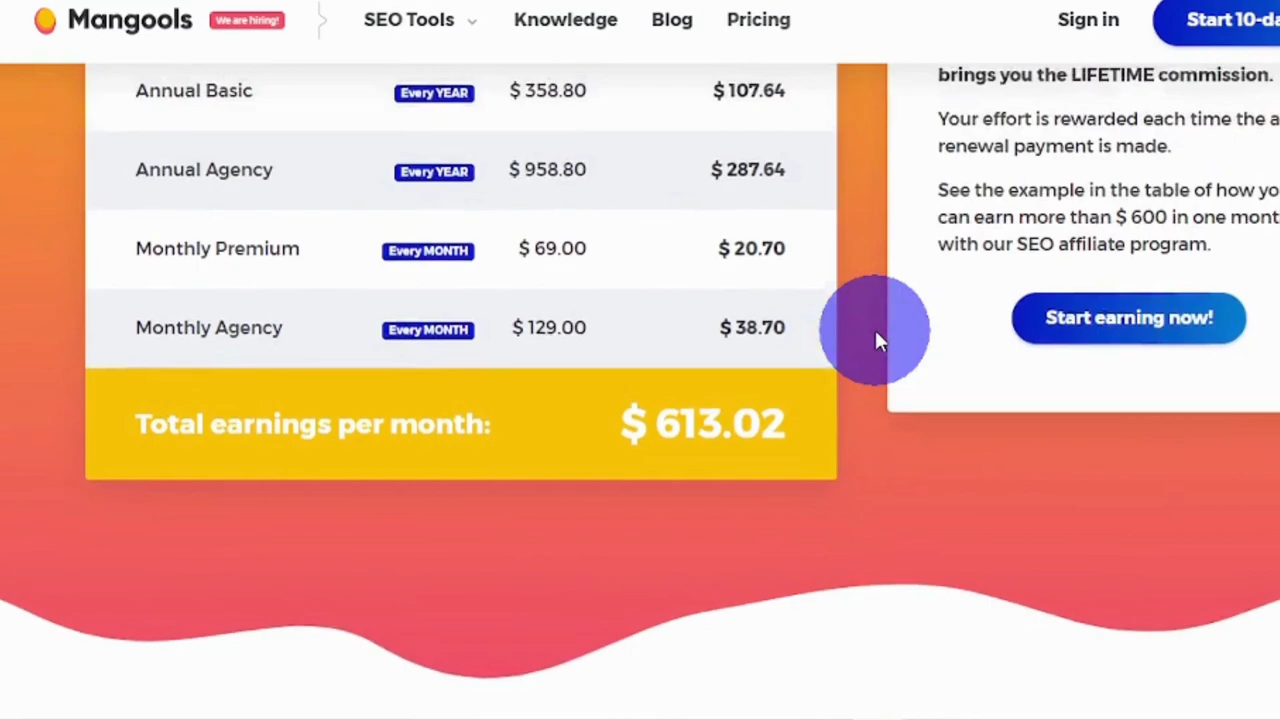 Mangools We are hiring! SEO Tools Knowledge Blog Pricing Sign in Start 10-da
Annual Basic Every YEAR $ 358.80 $ 107.64
Annual Agency Every YEAR $ 958.80 $ 287.64
Monthly Premium Every MONTH $ 69.00 $ 20.70
Monthly Agency Every MONTH $ 129.00 $ 38.70
Total earnings per month: $ 613.02
brings you the LIFETIME commission.
Your effort is rewarded each time the a
renewal payment is made.
See the example in the table of how yo
can earn more than $ 600 in one mont
with our SEO affiliate program.
Start earning now!